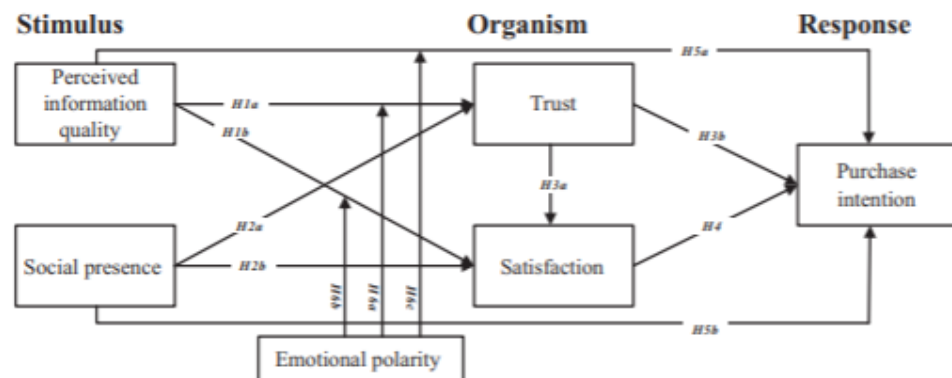 Stimulus
Organism
Response
H5a
Perceived
information
quality
H1a
H1b
Trust
H3b
H3a
Purchase
intention
H2a
H2b
H4
Social presence
Satisfaction
H6b
H6a
H6c
H5b
Emotional polarity